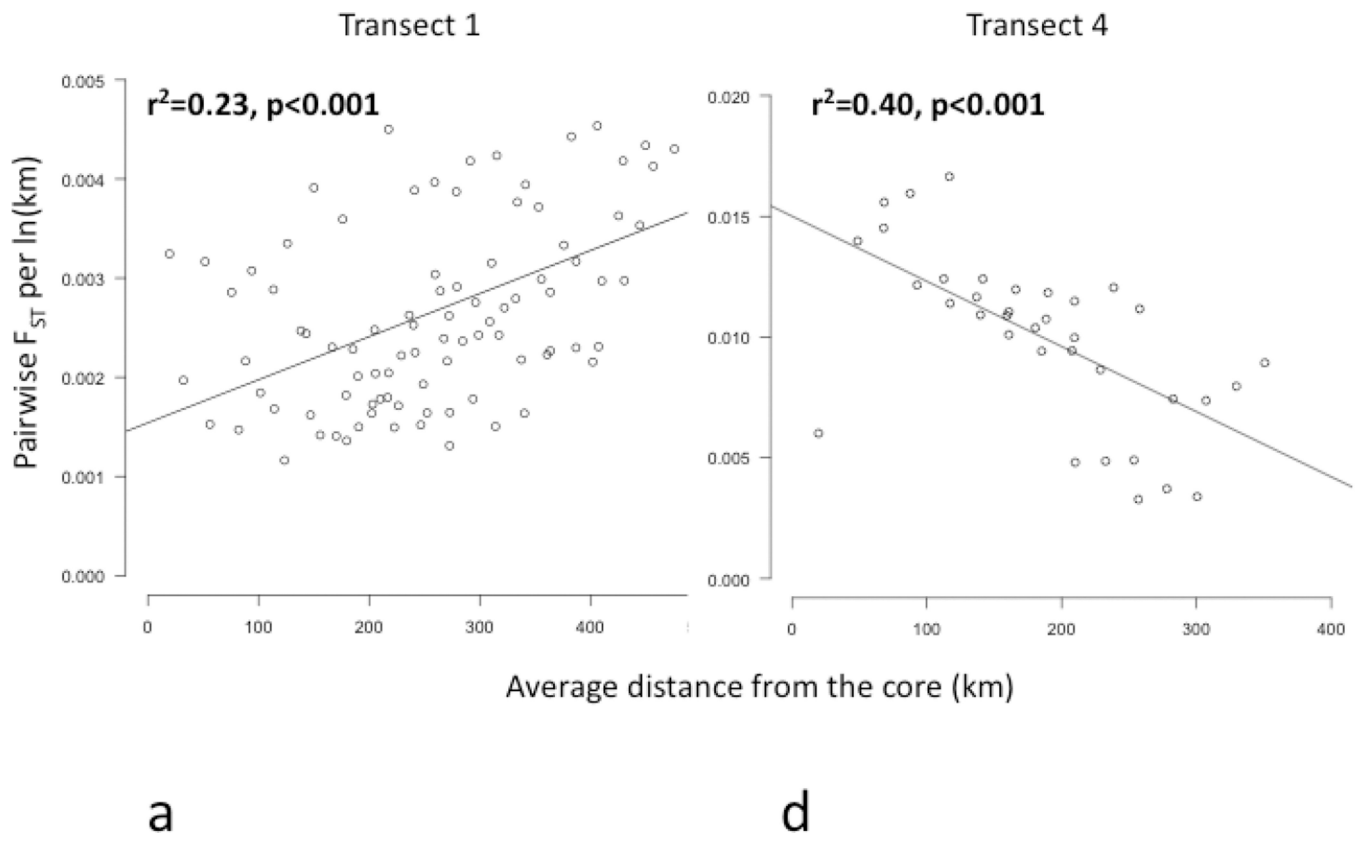 Transect 1
Transect 4
r²=0.23, p<0.001
r²=0.40, p<0.001
Pairwise F_ST per ln(km)
0.005
0.004
0.003
0.002
0.001
0.000
0 100 200 300 400
0.020
0.015
0.010
0.005
0.000
0 100 200 300 400
Average distance from the core (km)
a
d